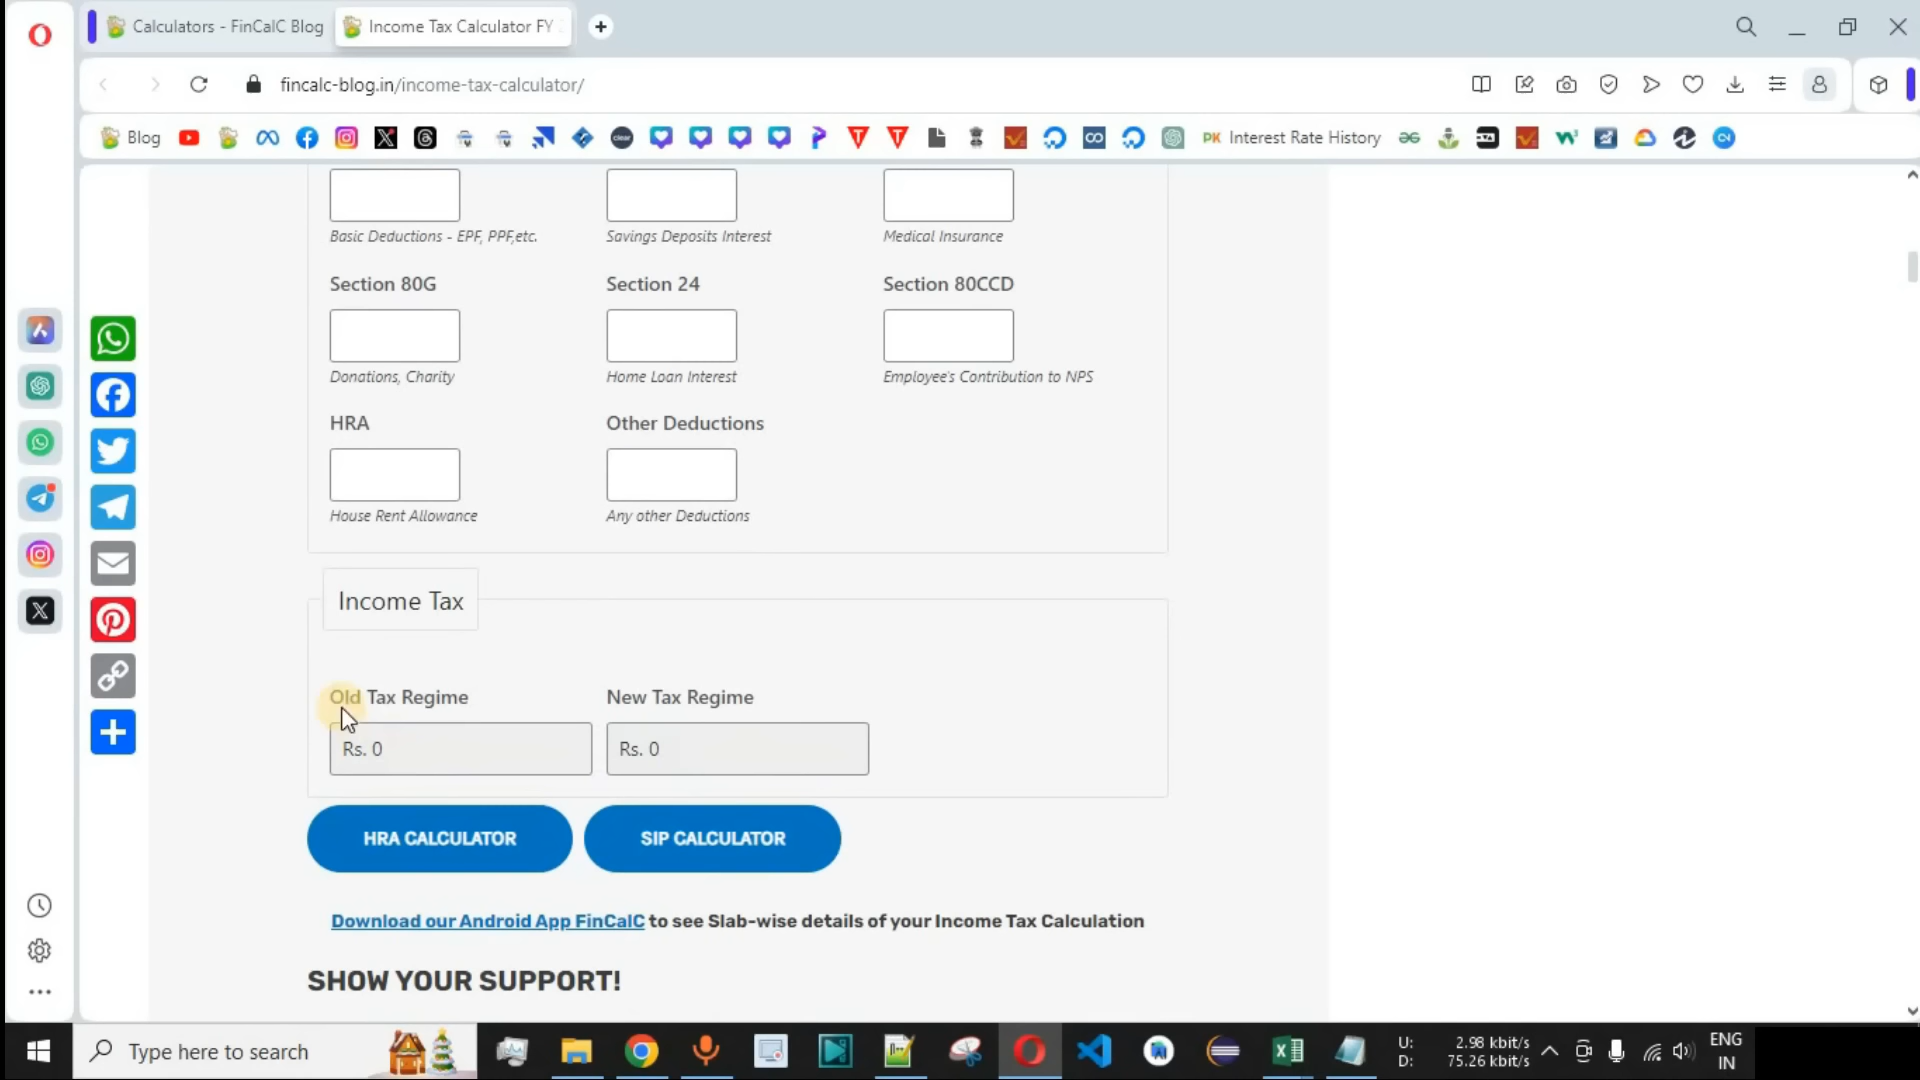 Calculators - FinCalC Blog
Income Tax Calculator FY
fincalc-blog.in/income-tax-calculator/
Blog
PK Interest Rate History
Basic Deductions - EPF, PPF,etc.
Savings Deposits Interest
Medical Insurance
Section 80G
Section 24
Section 80CCD
Donations, Charity
Home Loan Interest
Employee's Contribution to NPS
HRA
Other Deductions
House Rent Allowance
Any other Deductions
Income Tax
Old Tax Regime
New Tax Regime
Rs. 0
Rs. 0
HRA CALCULATOR
SIP CALCULATOR
Download our Android App FinCalC to see Slab-wise details of your Income Tax Calculation
SHOW YOUR SUPPORT!
Type here to search
U: 2.98 kbit/s
D: 75.26 kbit/s
ENG
IN